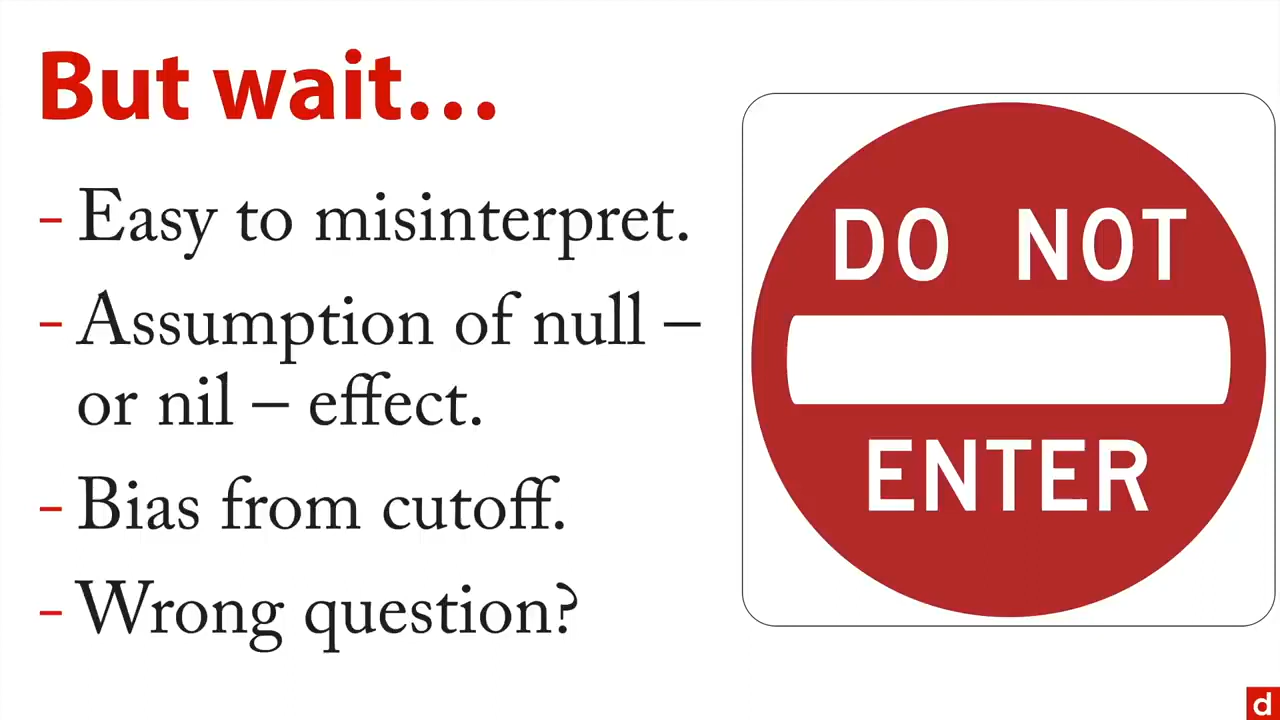 But wait…
- Easy to misinterpret.
- Assumption of null –
or nil – effect.
- Bias from cutoff.
- Wrong question?
DO NOT
ENTER
d